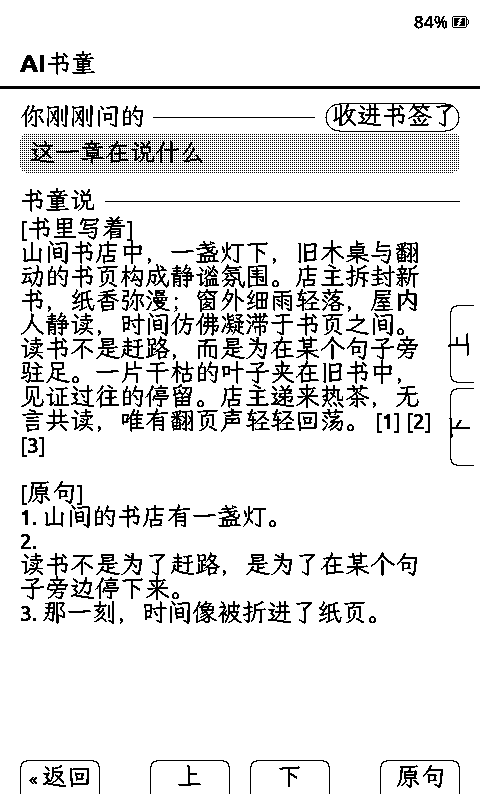 84%
AI书童
你刚刚问的
收进书签了
这一章在说什么
书童说
[书里写着]
山间书店中，一盏灯下，旧木桌与翻
动的书页构成静谧氛围。店主拆封新
书，纸香弥漫；窗外细雨轻落，屋内
人静读，时间仿佛凝滞于书页之间。
读书不是赶路，而是为在某个句子旁
驻足。一片干枯的叶子夹在旧书中，
见证过往的停留。店主递来热茶，无
言共读，唯有翻页声轻轻回荡。 [1] [2]
[3]
上
下
[原句]
1. 山间的书店有一盏灯。
2.
读书不是为了赶路，是为了在某个句
子旁边停下来。
3. 那一刻，时间像被折进了纸页。
« 返回
上
下
原句